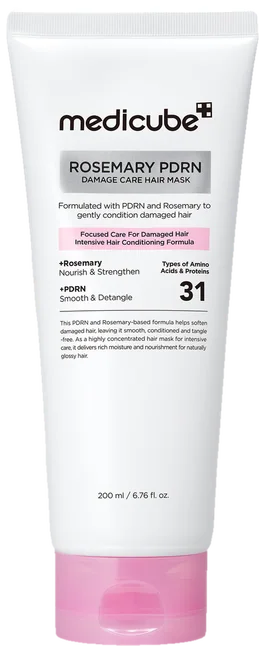 medicube
ROSEMARY PDRN
DAMAGE CARE HAIR MASK
Formulated with PDRN and Rosemary to
gently condition damaged hair
Focused Care For Damaged Hair
Intensive Hair Conditioning Formula
+Rosemary
Nourish & Strengthen
Types of Amino
Acids & Proteins
+PDRN
Smooth & Detangle
31
This PDRN and Rosemary-based formula helps soften
damaged hair, leaving it smooth, conditioned and tangle
-free. As a highly concentrated hair mask for intensive
care, it delivers rich moisture and nourishment for naturally
glossy hair.
200 ml / 6.76 fl. oz.